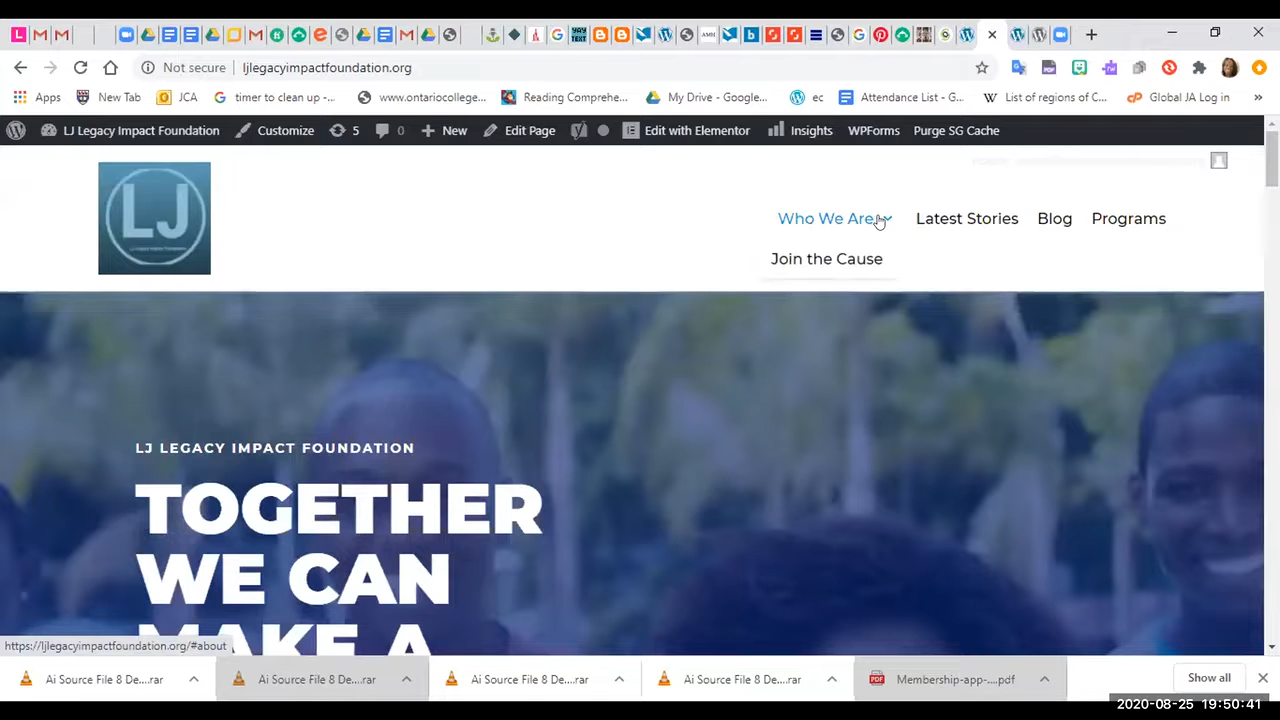 Not secure ljlegacyimpactfoundation.org
Apps New Tab JCA timer to clean up -... www.ontariocollege... Reading Comprehe... My Drive - Google... ec Attendance List - G... List of regions of C... Global JA Log in »
LJ Legacy Impact Foundation Customize 5 0 New Edit Page Edit with Elementor Insights WPForms Purge SG Cache
LJ
Who We Are Latest Stories Blog Programs
Join the Cause
LJ LEGACY IMPACT FOUNDATION
TOGETHER
WE CAN
MAKE A
https://ljlegacyimpactfoundation.org/#about
Ai Source File 8 De....rar Ai Source File 8 De....rar Ai Source File 8 De....rar Ai Source File 8 De....rar Membership-app-....pdf Show all
2020-08-25 19:50:41